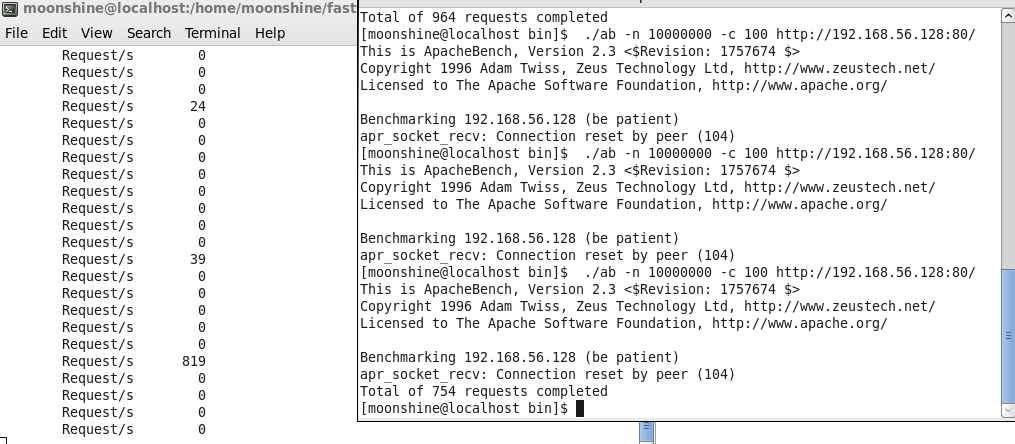 moonshine@localhost:/home/moonshine/fast
File Edit View Search Terminal Help
Request/s 0
Request/s 0
Request/s 0
Request/s 24
Request/s 0
Request/s 0
Request/s 0
Request/s 0
Request/s 0
Request/s 0
Request/s 0
Request/s 0
Request/s 39
Request/s 0
Request/s 0
Request/s 0
Request/s 0
Request/s 0
Request/s 819
Request/s 0
Request/s 0
Request/s 0
Request/s 0
Total of 964 requests completed
[moonshine@localhost bin]$ ./ab -n 10000000 -c 100 http://192.168.56.128:80/
This is ApacheBench, Version 2.3 <$Revision: 1757674 $>
Copyright 1996 Adam Twiss, Zeus Technology Ltd, http://www.zeustech.net/
Licensed to The Apache Software Foundation, http://www.apache.org/
Benchmarking 192.168.56.128 (be patient)
apr_socket_recv: Connection reset by peer (104)
[moonshine@localhost bin]$ ./ab -n 10000000 -c 100 http://192.168.56.128:80/
This is ApacheBench, Version 2.3 <$Revision: 1757674 $>
Copyright 1996 Adam Twiss, Zeus Technology Ltd, http://www.zeustech.net/
Licensed to The Apache Software Foundation, http://www.apache.org/
Benchmarking 192.168.56.128 (be patient)
apr_socket_recv: Connection reset by peer (104)
[moonshine@localhost bin]$ ./ab -n 10000000 -c 100 http://192.168.56.128:80/
This is ApacheBench, Version 2.3 <$Revision: 1757674 $>
Copyright 1996 Adam Twiss, Zeus Technology Ltd, http://www.zeustech.net/
Licensed to The Apache Software Foundation, http://www.apache.org/
Benchmarking 192.168.56.128 (be patient)
apr_socket_recv: Connection reset by peer (104)
Total of 754 requests completed
[moonshine@localhost bin]$